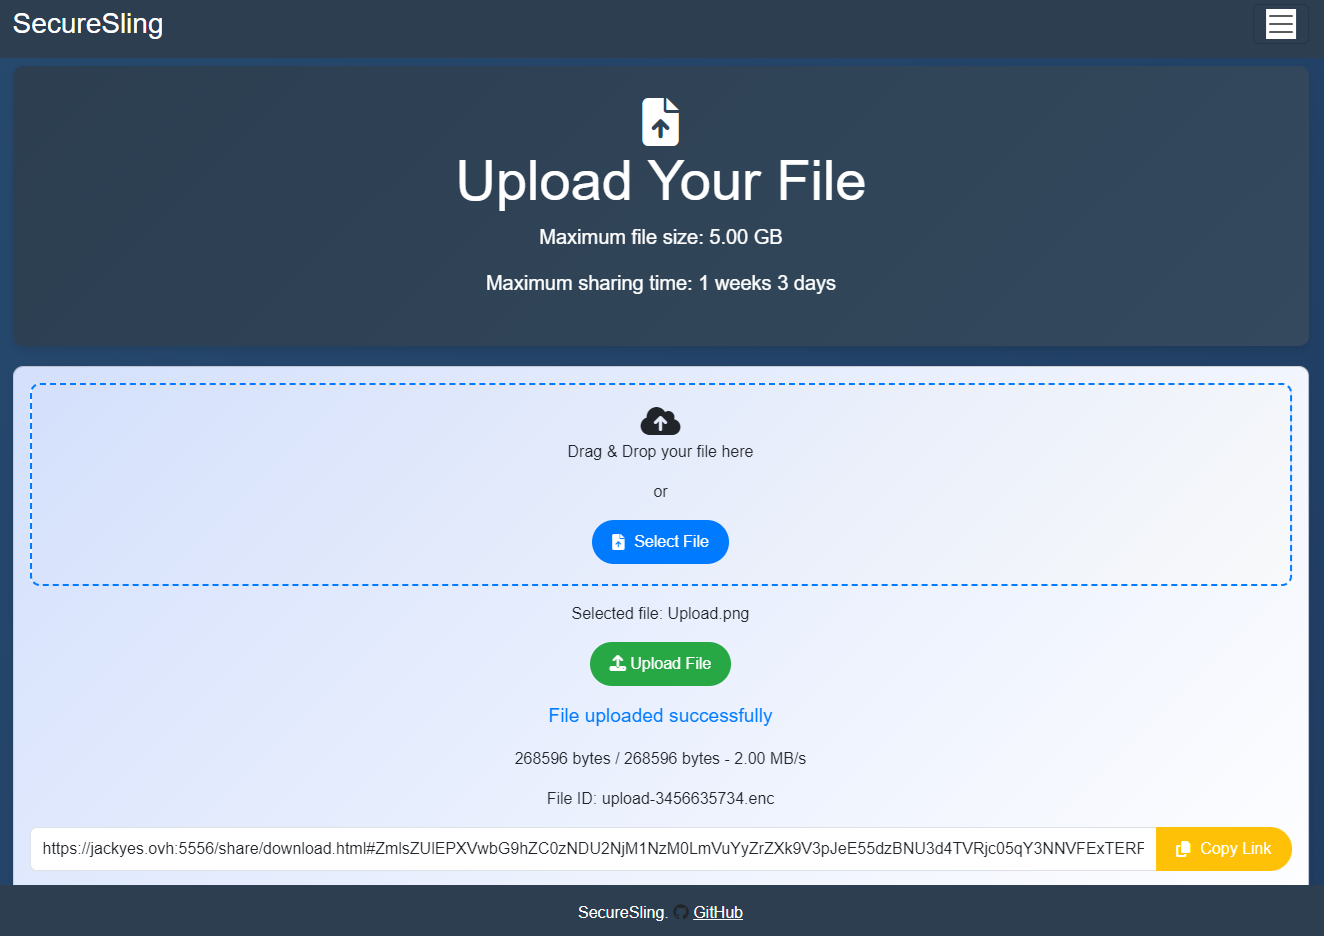 SecureSling
Upload Your File
Maximum file size: 5.00 GB
Maximum sharing time: 1 weeks 3 days
Drag & Drop your file here
or
Select File
Selected file: Upload.png
Upload File
File uploaded successfully
268596 bytes / 268596 bytes - 2.00 MB/s
File ID: upload-3456635734.enc
https://jackyes.ovh:5556/share/download.html#ZmlsZUlEPXVwbG9hZC0zNDU2NjM1NzM0LmVuYyZrZXk9V3pJeE55dzBNU3d4TVRjc05qY3NNVFExTERF
Copy Link
SecureSling. GitHub